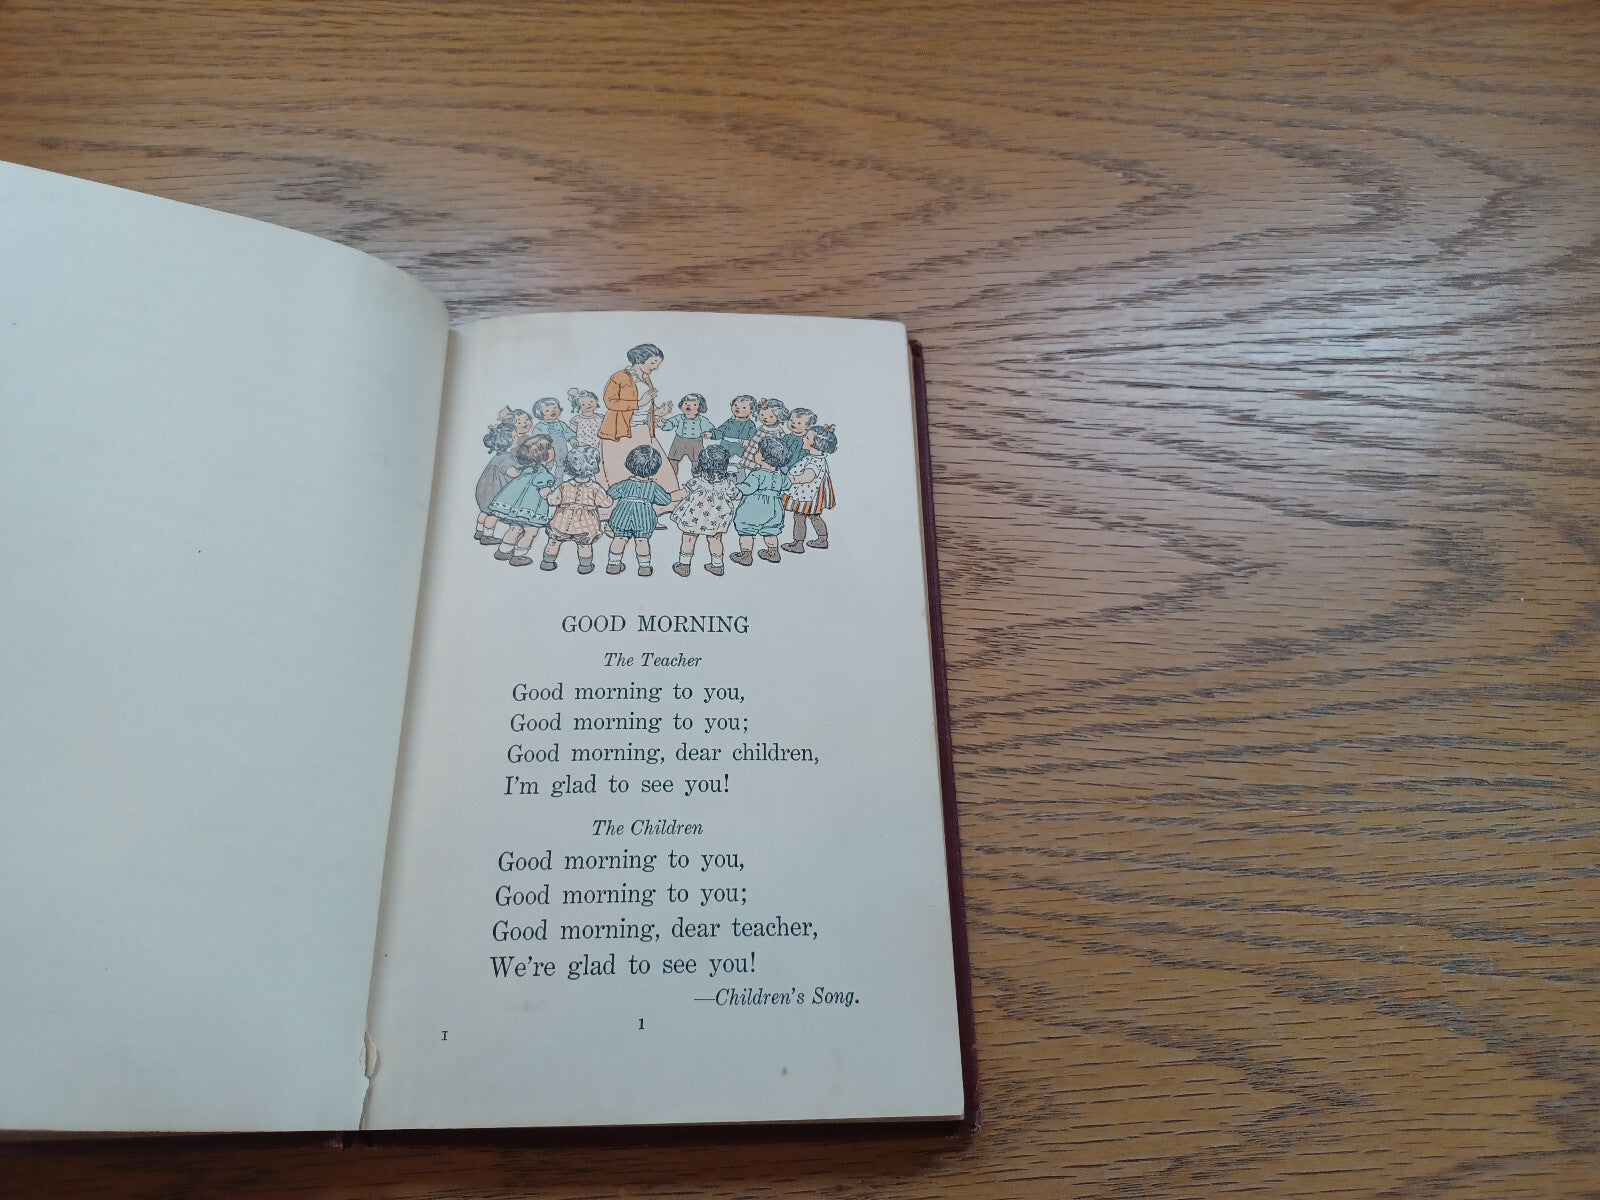 GOOD MORNING
The Teacher
Good morning to you,
Good morning to you;
Good morning, dear children,
I'm glad to see you!
The Children
Good morning to you,
Good morning to you;
Good morning, dear teacher,
We're glad to see you!
—Children's Song.
1
I